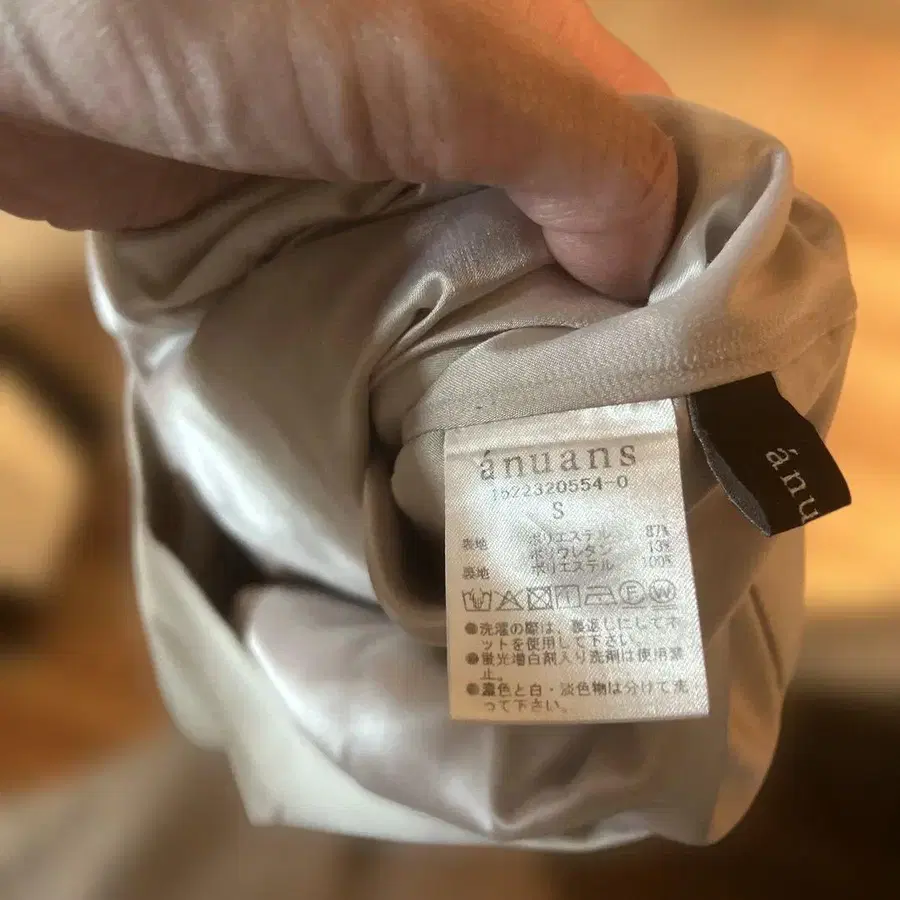 ánuans
1522320554-0
S
表地 ポリエステル 87%
ポリウレタン 13%
裏地 ポリエステル 100%
●洗濯の際は、裏返しにしてネ
ットを使用して下さい。
●蛍光増白剤入り洗剤は使用禁
止。
●濃色と白・淡色物は分けて洗
って下さい。
ánu